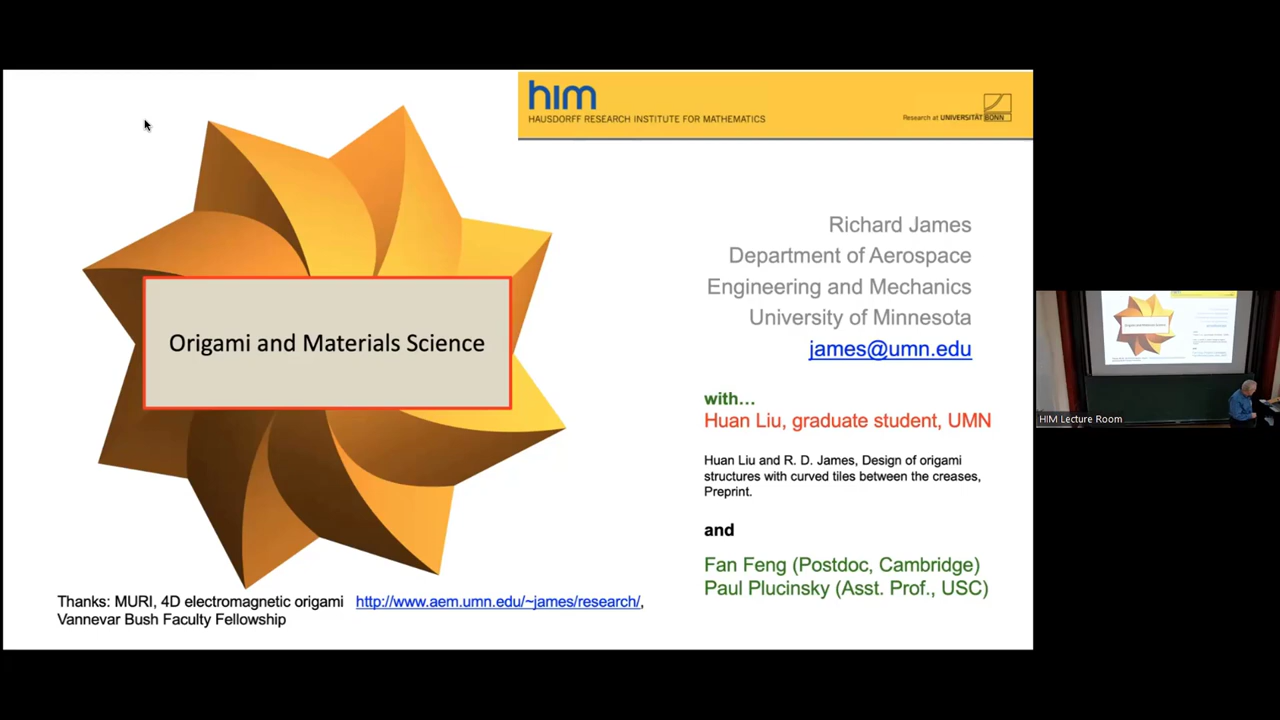 him
HAUSDORFF RESEARCH INSTITUTE FOR MATHEMATICS
Research at UNIVERSITÄT BONN
Richard James
Department of Aerospace
Engineering and Mechanics
University of Minnesota
james@umn.edu
Origami and Materials Science
with…
Huan Liu, graduate student, UMN
Huan Liu and R. D. James, Design of origami
structures with curved tiles between the creases,
Preprint.
and
Fan Feng (Postdoc, Cambridge)
Paul Plucinsky (Asst. Prof., USC)
Thanks: MURI, 4D electromagnetic origami http://www.aem.umn.edu/~james/research/,
Vannevar Bush Faculty Fellowship
Origami and Materials Science
HIM Lecture Room